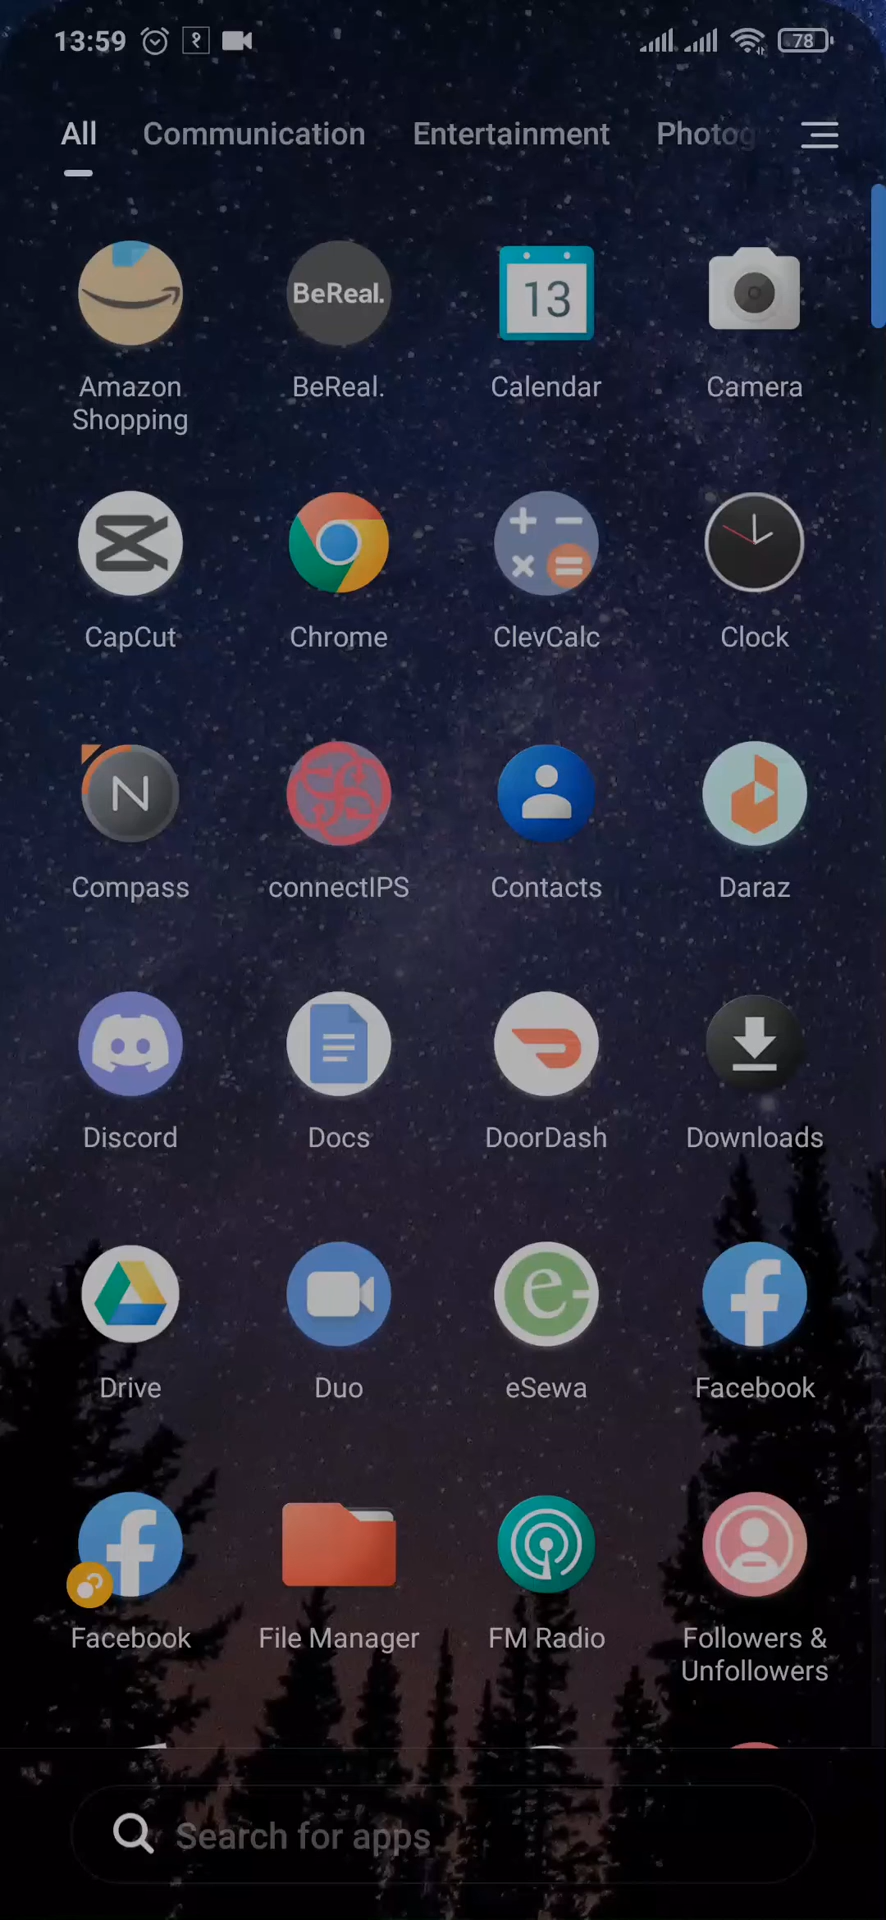 13:59 १ 78
All Communication Entertainment Photog
BeReal. 13
Amazon BeReal. Calendar Camera
Shopping
CapCut Chrome ClevCalc Clock
N
Compass connectIPS Contacts Daraz
Discord Docs DoorDash Downloads
e f
Drive Duo eSewa Facebook
f
Facebook File Manager FM Radio Followers &
Unfollowers
Search for apps